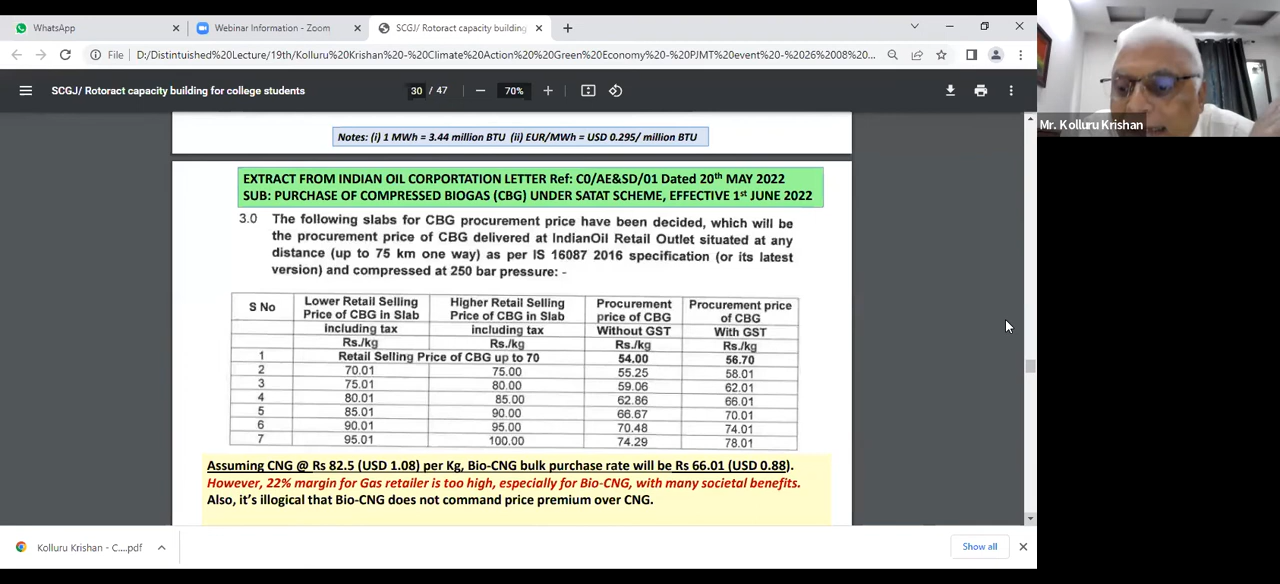 WhatsApp
Webinar Information - Zoom
SCGJ/ Rotoract capacity building
File
D:/Distintuished%20Lecture/19th/Kolluru%20Krishan%20-%20Climate%20Action%20%20Green%20Economy%20-%20PJMT%20event%20-%2026%2008%20...
SCGJ/ Rotoract capacity building for college students
30 / 47
70%
Mr. Kolluru Krishan
Notes: (i) 1 MWh = 3.44 million BTU (ii) EUR/MWh = USD 0.295/ million BTU
EXTRACT FROM INDIAN OIL CORPORTATION LETTER Ref: C0/AE&SD/01 Dated 20th MAY 2022
SUB: PURCHASE OF COMPRESSED BIOGAS (CBG) UNDER SATAT SCHEME, EFFECTIVE 1st JUNE 2022
3.0 The following slabs for CBG procurement price have been decided, which will be
the procurement price of CBG delivered at IndianOil Retail Outlet situated at any
distance (up to 75 km one way) as per IS 16087 2016 specification (or its latest
version) and compressed at 250 bar pressure: -
S No Lower Retail Selling Higher Retail Selling Procurement Procurement price
Price of CBG in Slab Price of CBG in Slab price of CBG of CBG
including tax including tax Without GST With GST
Rs./kg Rs./kg Rs./kg Rs./kg
1 Retail Selling Price of CBG up to 70 54.00 56.70
2 70.01 75.00 55.25 58.01
3 75.01 80.00 59.06 62.01
4 80.01 85.00 62.86 66.01
5 85.01 90.00 66.67 70.01
6 90.01 95.00 70.48 74.01
7 95.01 100.00 74.29 78.01
Assuming CNG @ Rs 82.5 (USD 1.08) per Kg, Bio-CNG bulk purchase rate will be Rs 66.01 (USD 0.88).
However, 22% margin for Gas retailer is too high, especially for Bio-CNG, with many societal benefits.
Also, it's illogical that Bio-CNG does not command price premium over CNG.
Kolluru Krishan - C....pdf
Show all